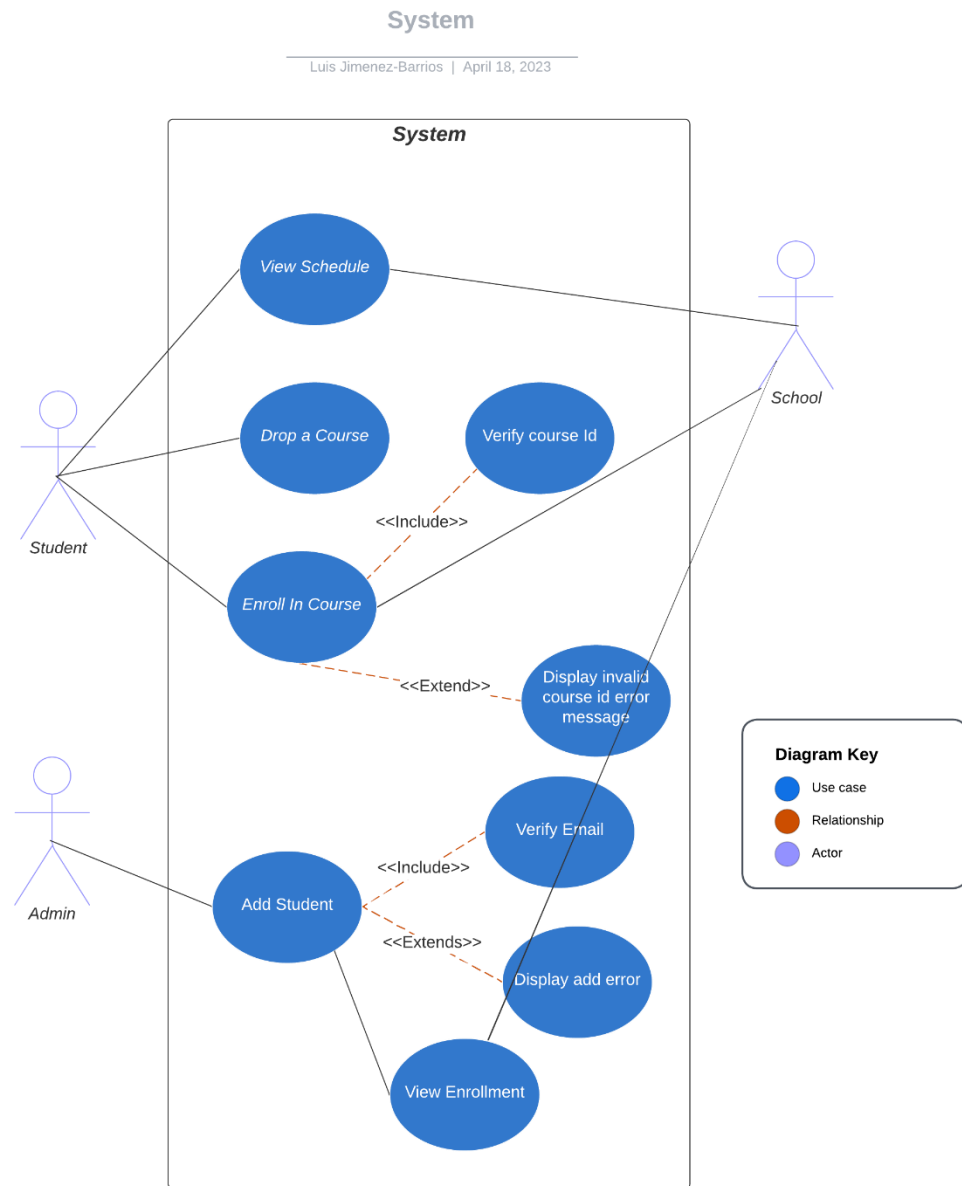 System
Luis Jimenez-Barrios | April 18, 2023
System
View Schedule
School
Drop a Course
Verify course Id
<<Include>>
Student
Enroll In Course
<<Extend>>
Display invalid
course id error
message
Diagram Key
Use case
Relationship
Actor
Verify Email
<<Include>>
Add Student
Admin
<<Extends>>
Display add error
View Enrollment